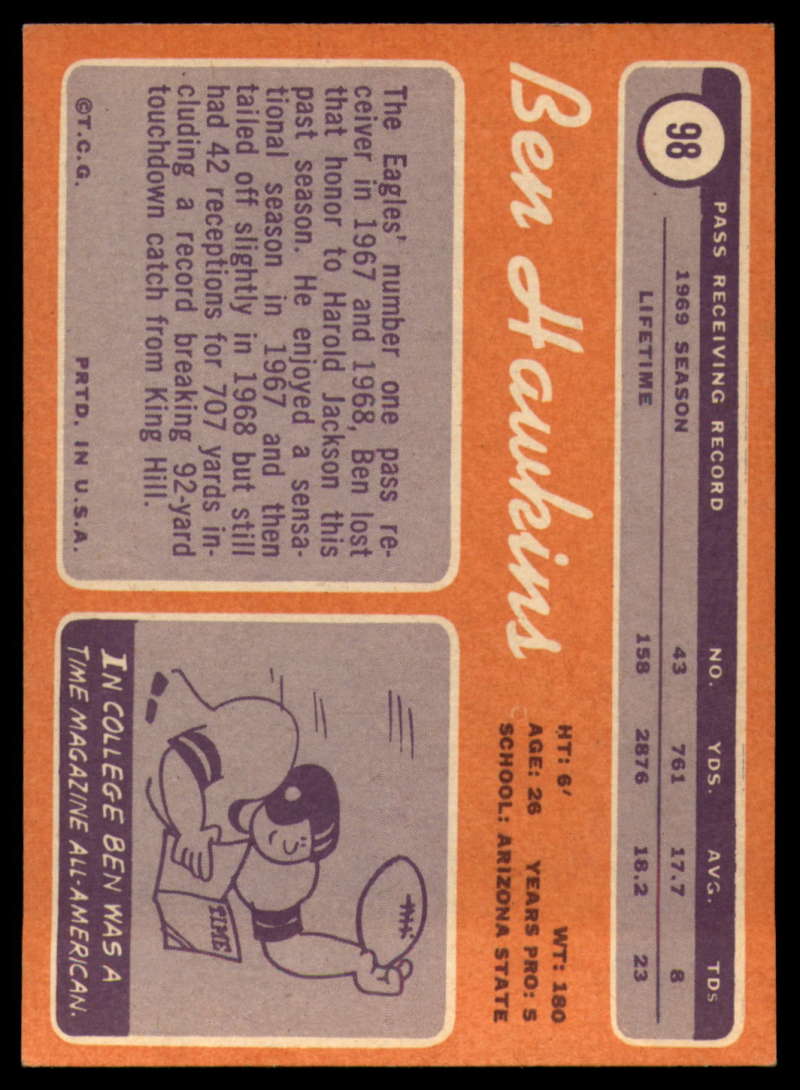 98
PASS RECEIVING RECORD NO. YDS. AVG. TDS
1969 SEASON 43 761 17.7 8
LIFETIME 158 2876 18.2 23
Ben Hawkins
HT: 6' WT: 180
AGE: 26 YEARS PRO: 5
SCHOOL: ARIZONA STATE
The Eagles' number one pass re-
ceiver in 1967 and 1968, Ben lost
that honor to Harold Jackson this
past season. He enjoyed a sensa-
tional season in 1967 and then
tailed off slightly in 1968 but still
had 42 receptions for 707 yards in-
cluding a record breaking 92-yard
touchdown catch from King Hill.
©T.C.G. PRTD. IN U.S.A.
TIME
IN COLLEGE BEN WAS A
TIME MAGAZINE ALL-AMERICAN.